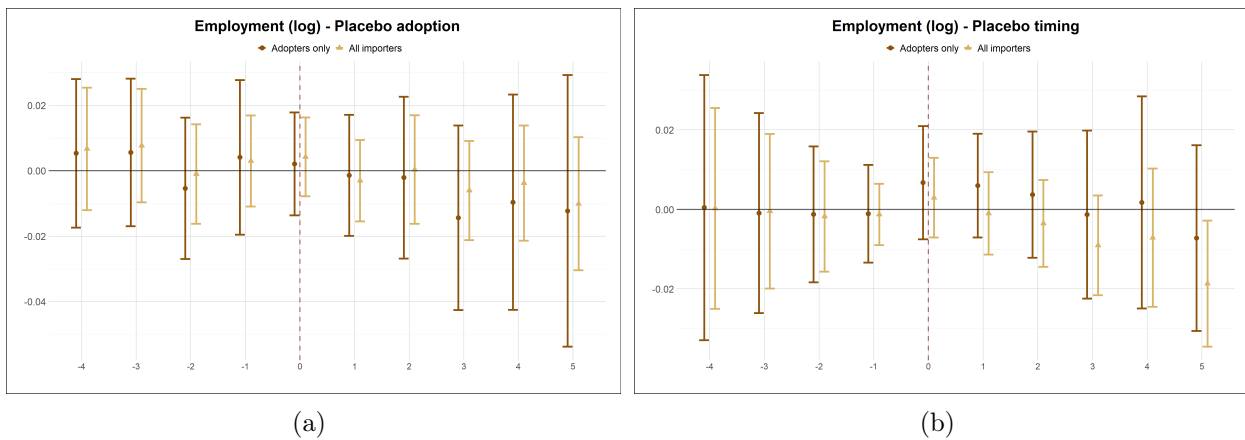 Employment (log) - Placebo adoption
Adopters only All importers
0.02
0.00
-0.02
-0.04
-4 -3 -2 -1 0 1 2 3 4 5
(a)
Employment (log) - Placebo timing
Adopters only All importers
0.02
0.00
-0.02
-4 -3 -2 -1 0 1 2 3 4 5
(b)